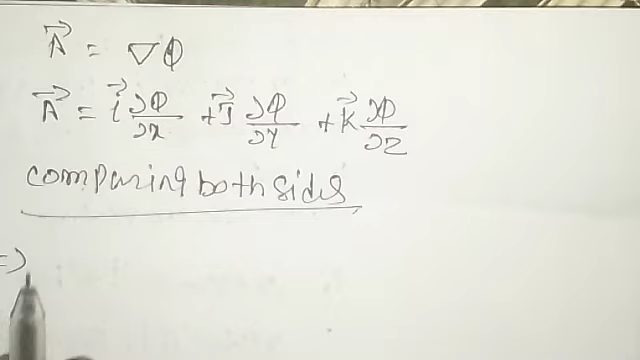 A⃗ = ∇Φ
A⃗ = i⃗ ∂Φ/∂x + J⃗ ∂Φ/∂y + k⃗ ∂Φ/∂z
comparing both sides
=>